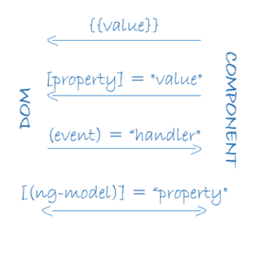 {{value}}
[property] = "value"
(event) = "handler"
[(ng-model)] = "property"
DOM
COMPONENT